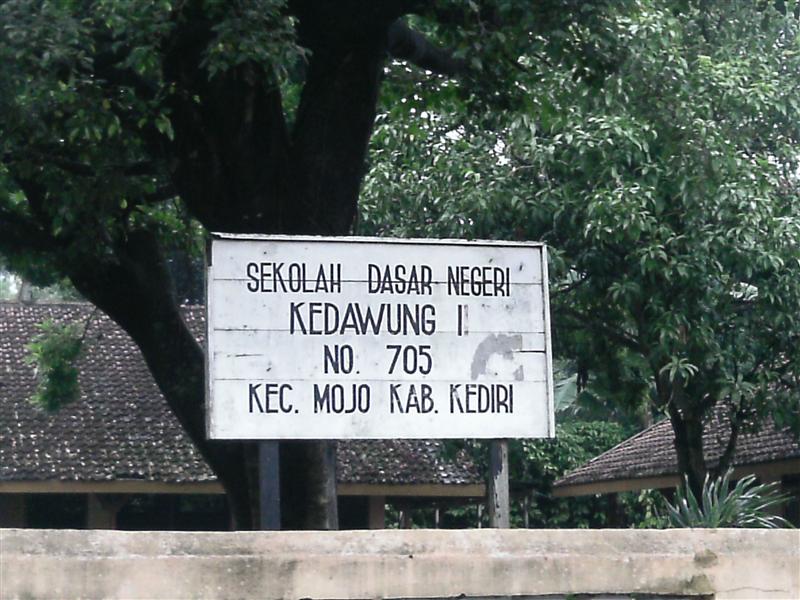 SEKOLAH DASAR NEGERI
KEDAWUNG I
NO. 705
KEC. MOJO KAB. KEDIRI